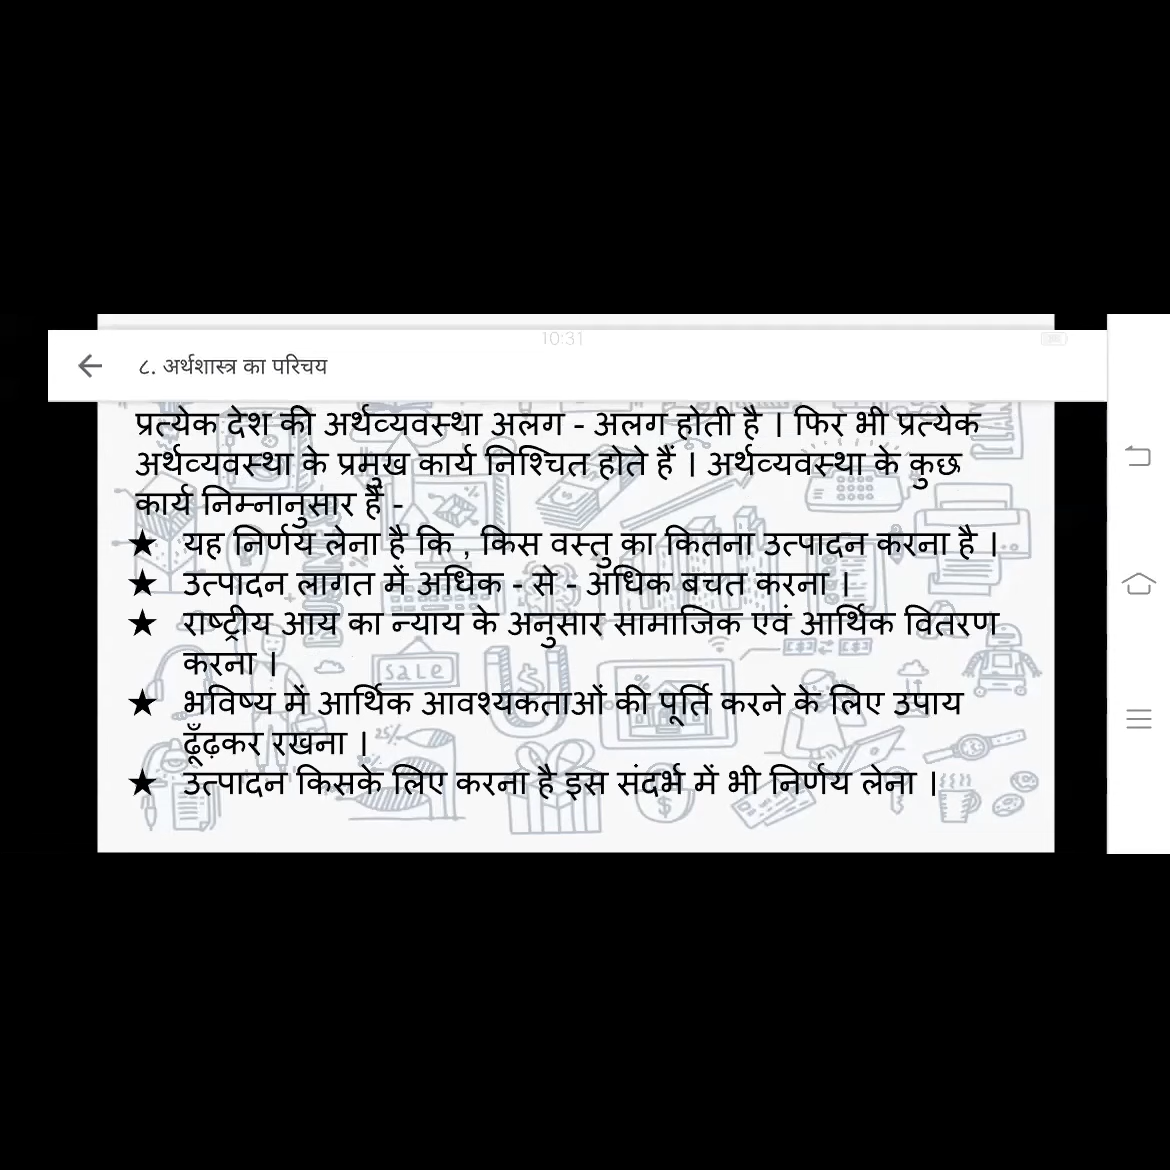 10:31
८. अर्थशास्त्र का परिचय
प्रत्येक देश की अर्थव्यवस्था अलग - अलग होती है । फिर भी प्रत्येक
अर्थव्यवस्था के प्रमुख कार्य निश्चित होते हैं । अर्थव्यवस्था के कुछ
कार्य निम्नानुसार हैं -
★ यह निर्णय लेना है कि , किस वस्तु का कितना उत्पादन करना है ।
★ उत्पादन लागत में अधिक - से - अधिक बचत करना ।
★ राष्ट्रीय आय का न्याय के अनुसार सामाजिक एवं आर्थिक वितरण
करना ।
sale
★ भविष्य में आर्थिक आवश्यकताओं की पूर्ति करने के लिए उपाय
ढूँढ़कर रखना ।
25%
★ उत्पादन किसके लिए करना है इस संदर्भ में भी निर्णय लेना ।